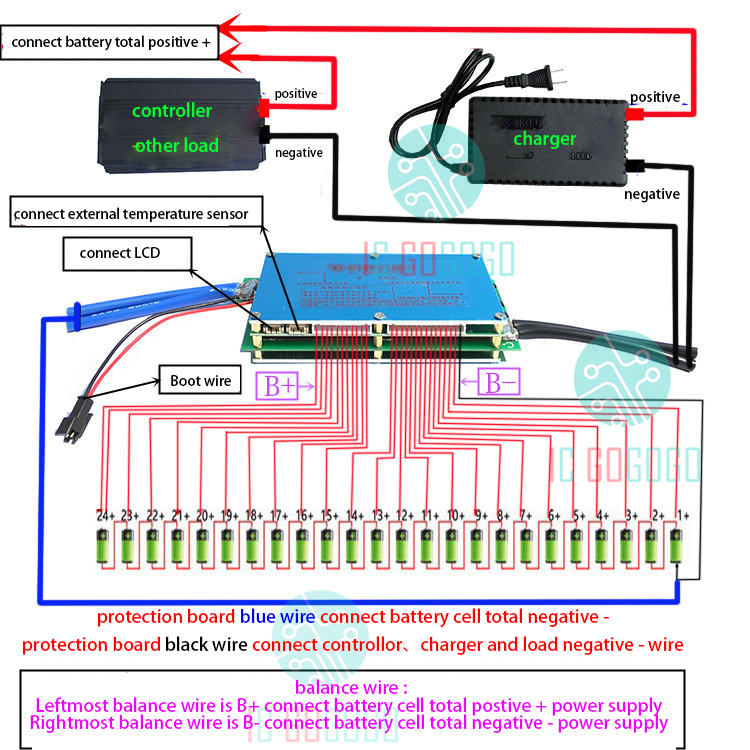 connect battery total positive +
positive
controller
other load
negative
positive
charger
negative
connect external temperature sensor
connect LCD
IC GOGOGO
Boot wire
B+
B-
IC GOGOGO
24+ 23+ 22+ 21+ 20+ 19+ 18+ 17+ 16+ 15+ 14+ 13+ 12+ 11+ 10+ 9+ 8+ 7+ 6+ 5+ 4+ 3+ 2+ 1+
protection board blue wire connect battery cell total negative -
protection board black wire connect controllor、charger and load negative - wire
balance wire :
Leftmost balance wire is B+ connect battery cell total postive + power supply
Rightmost balance wire is B- connect battery cell total negative - power supply
IC GOGOGO